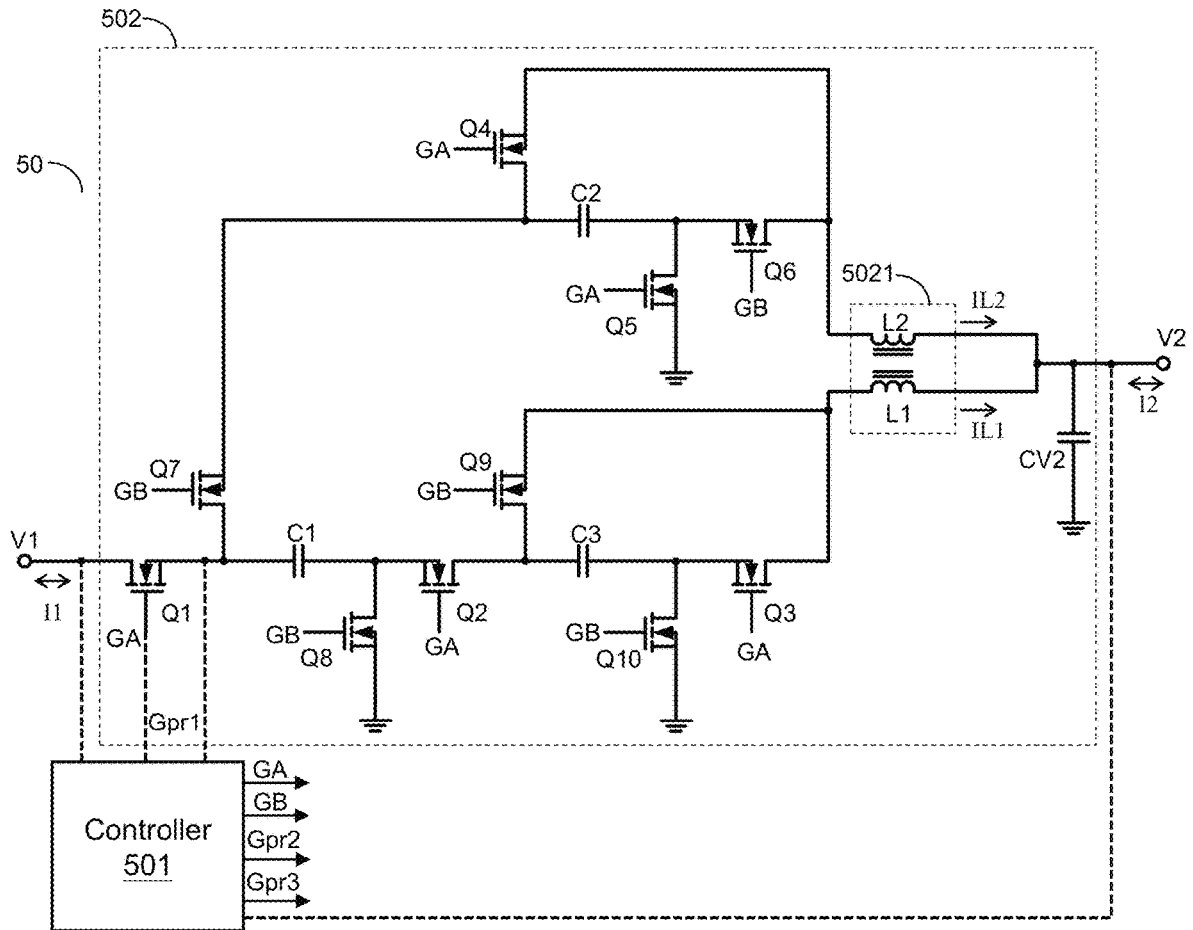 502
50
Q4
GA
C2
Q6
GB
GA
Q5
5021
IL2
L2
V2
I2
L1
IL1
CV2
Q7
GB
Q9
GB
V1
I1
C1
C3
Q1
GA
GB
Q8
Q2
GA
GB
Q10
Q3
GA
Gpr1
Controller
501
GA
GB
Gpr2
Gpr3